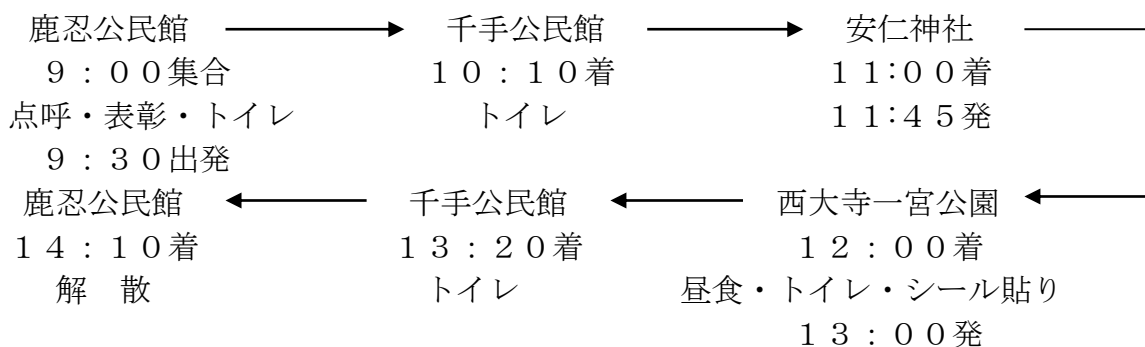 鹿忍公民館 千手公民館 安仁神社
９：００集合 １０：１０着 １１:００着
点呼・表彰・トイレ トイレ １１:４５発
９：３０出発
鹿忍公民館 千手公民館 西大寺一宮公園
１４：１０着 １３：２０着 １２：００着
解　散 トイレ 昼食・トイレ・シール貼り
１３：００発